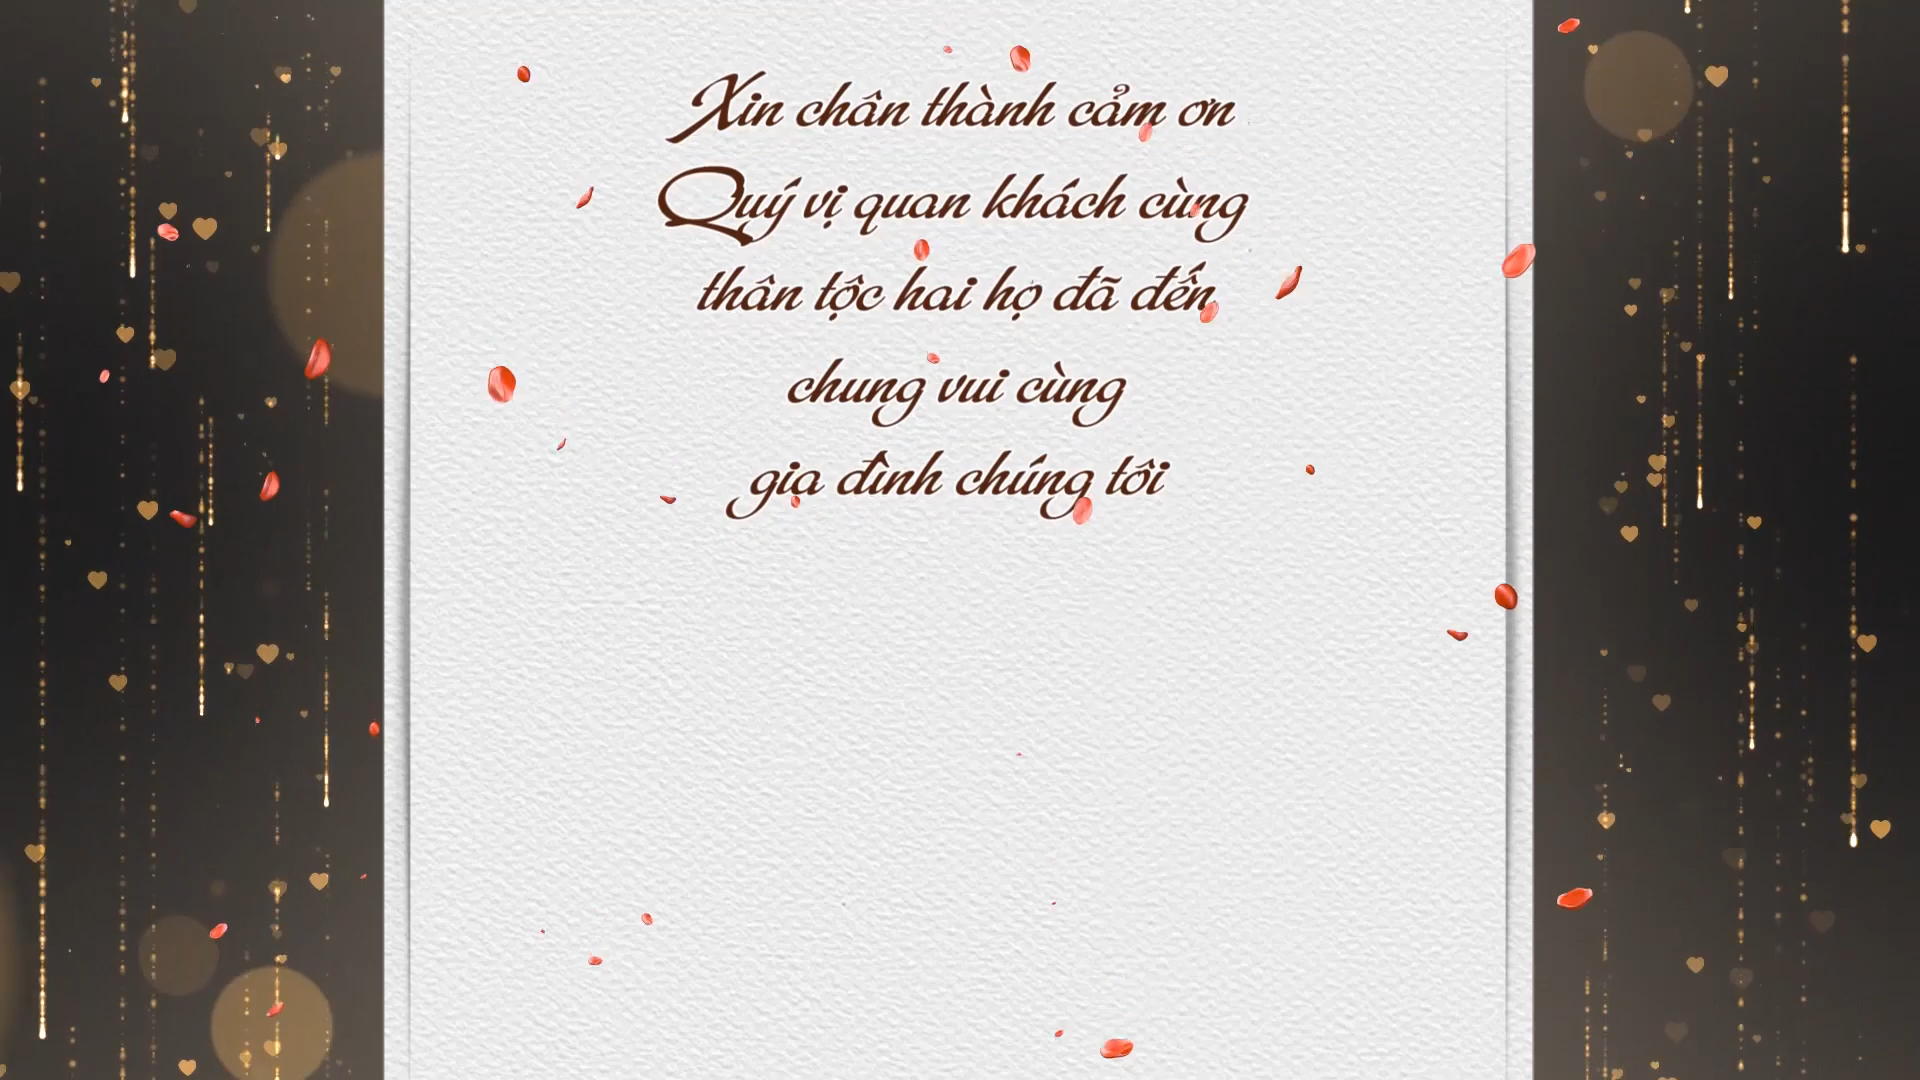 Xin chân thành cảm ơn
Quý vị quan khách cùng
thân tộc hai họ đã đến
chung vui cùng
gia đình chúng tôi